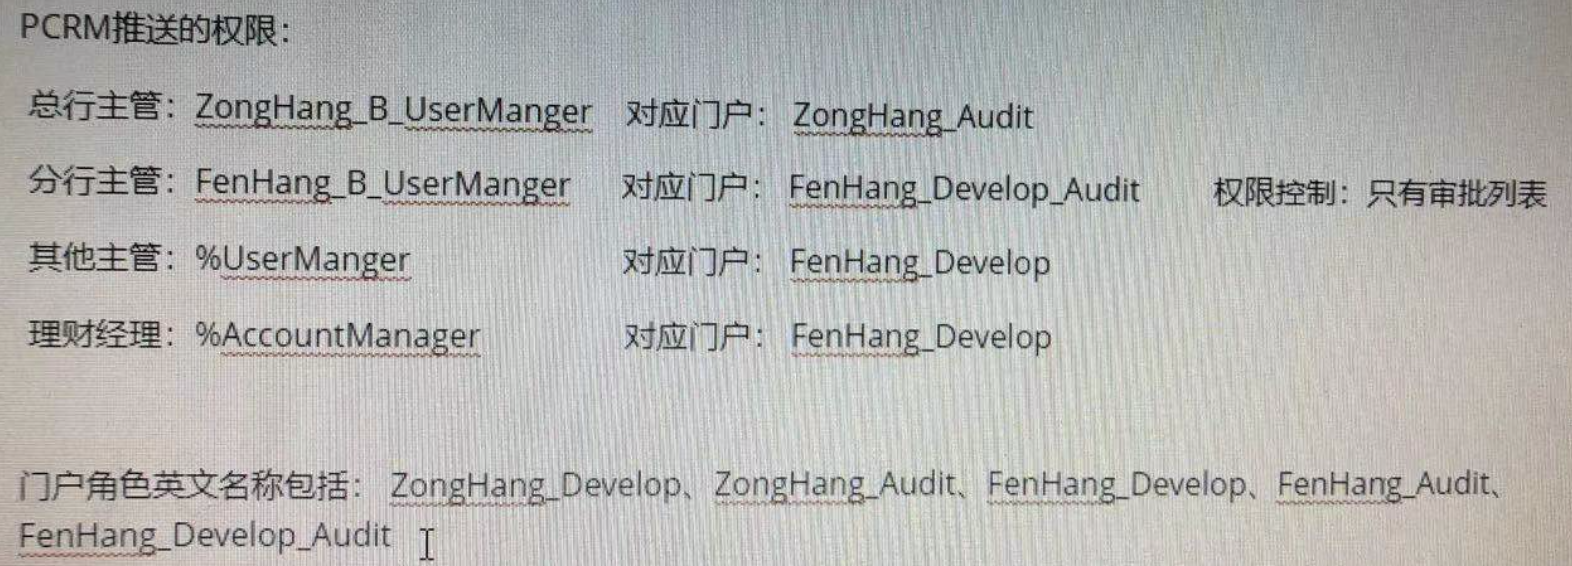 PCRM推送的权限：
总行主管：ZongHang_B_UserManger 对应门户：ZongHang_Audit
分行主管：FenHang_B_UserManger 对应门户：FenHang_Develop_Audit 权限控制：只有审批列表
其他主管：%UserManger 对应门户：FenHang_Develop
理财经理：%AccountManager 对应门户：FenHang_Develop
门户角色英文名称包括：ZongHang_Develop、ZongHang_Audit、FenHang_Develop、FenHang_Audit、
FenHang_Develop_Audit